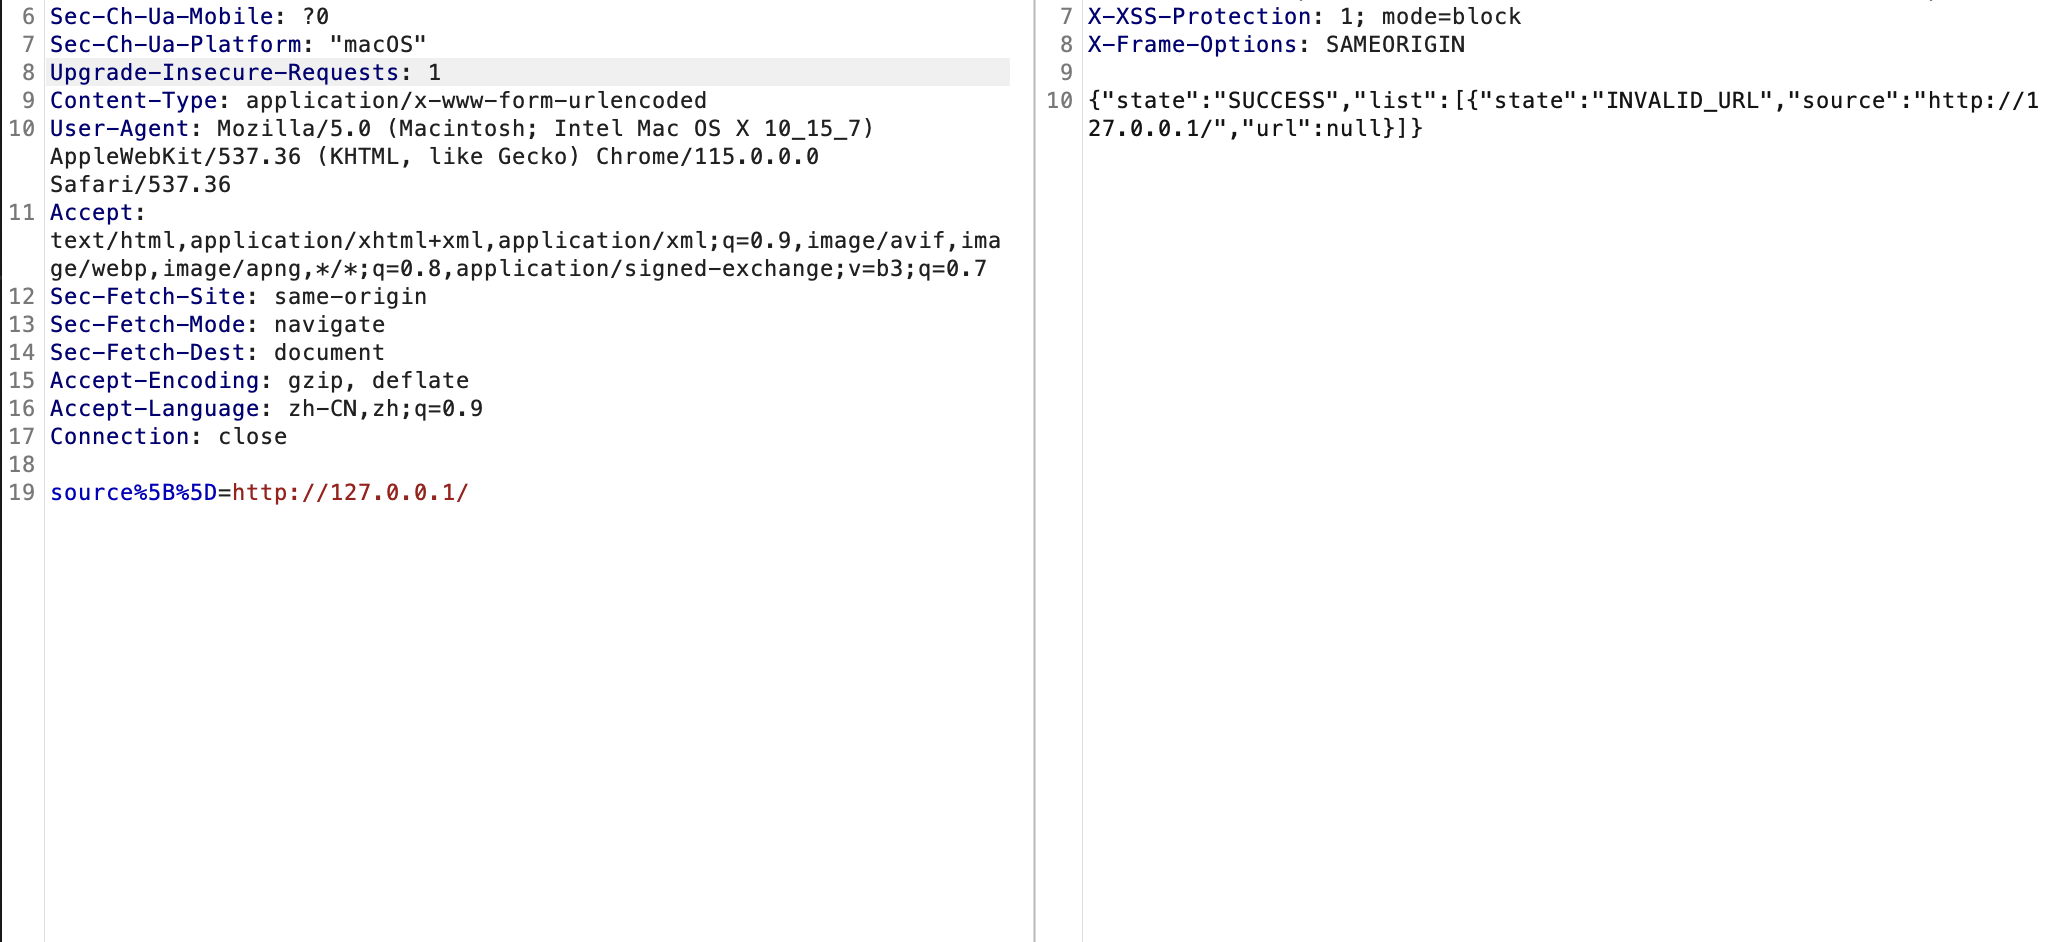 6 Sec-Ch-Ua-Mobile: ?0
7 Sec-Ch-Ua-Platform: "macOS"
8 Upgrade-Insecure-Requests: 1
9 Content-Type: application/x-www-form-urlencoded
10 User-Agent: Mozilla/5.0 (Macintosh; Intel Mac OS X 10_15_7)
AppleWebKit/537.36 (KHTML, like Gecko) Chrome/115.0.0.0
Safari/537.36
11 Accept:
text/html,application/xhtml+xml,application/xml;q=0.9,image/avif,ima
ge/webp,image/apng,*/*;q=0.8,application/signed-exchange;v=b3;q=0.7
12 Sec-Fetch-Site: same-origin
13 Sec-Fetch-Mode: navigate
14 Sec-Fetch-Dest: document
15 Accept-Encoding: gzip, deflate
16 Accept-Language: zh-CN,zh;q=0.9
17 Connection: close
18
19 source%5B%5D=http://127.0.0.1/
7 X-XSS-Protection: 1; mode=block
8 X-Frame-Options: SAMEORIGIN
9
10 {"state":"SUCCESS","list":[{"state":"INVALID_URL","source":"http://1
27.0.0.1/","url":null}]}